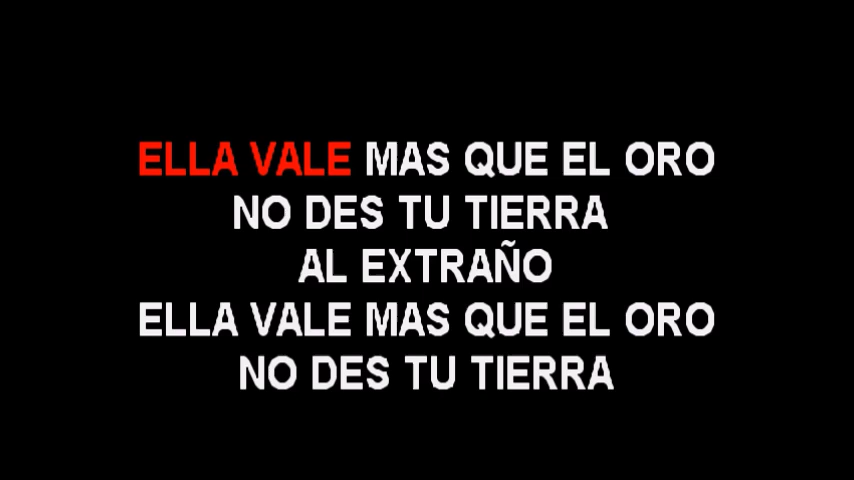 ELLA VALE MAS QUE EL ORO
NO DES TU TIERRA
AL EXTRAÑO
ELLA VALE MAS QUE EL ORO
NO DES TU TIERRA